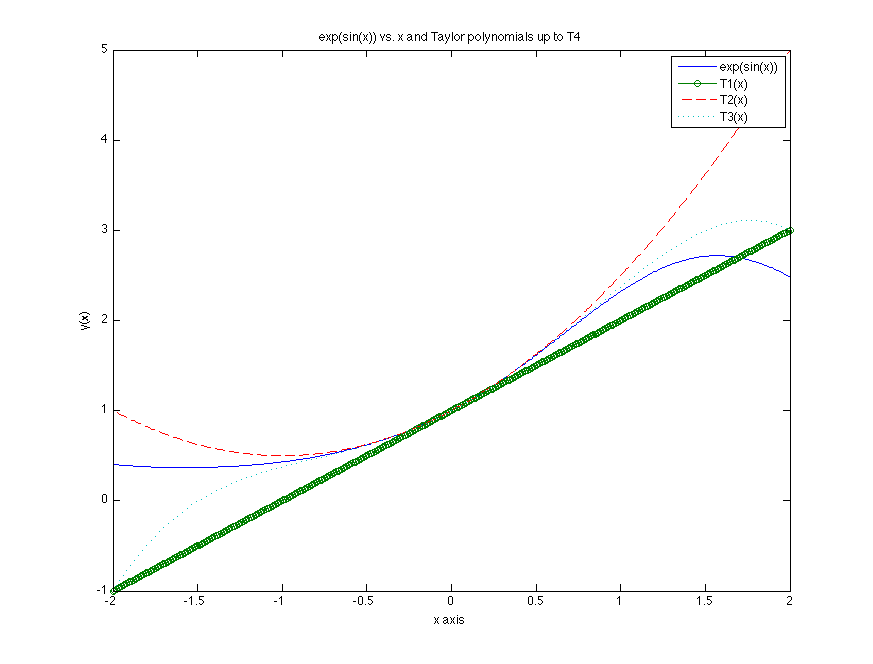 exp(sin(x)) vs. x and Taylor polynomials up to T4
exp(sin(x))
T1(x)
T2(x)
T3(x)
5
4
3
2
1
0
-1
y(x)
-2
-1.5
-1
-0.5
0
0.5
1
1.5
2
x axis